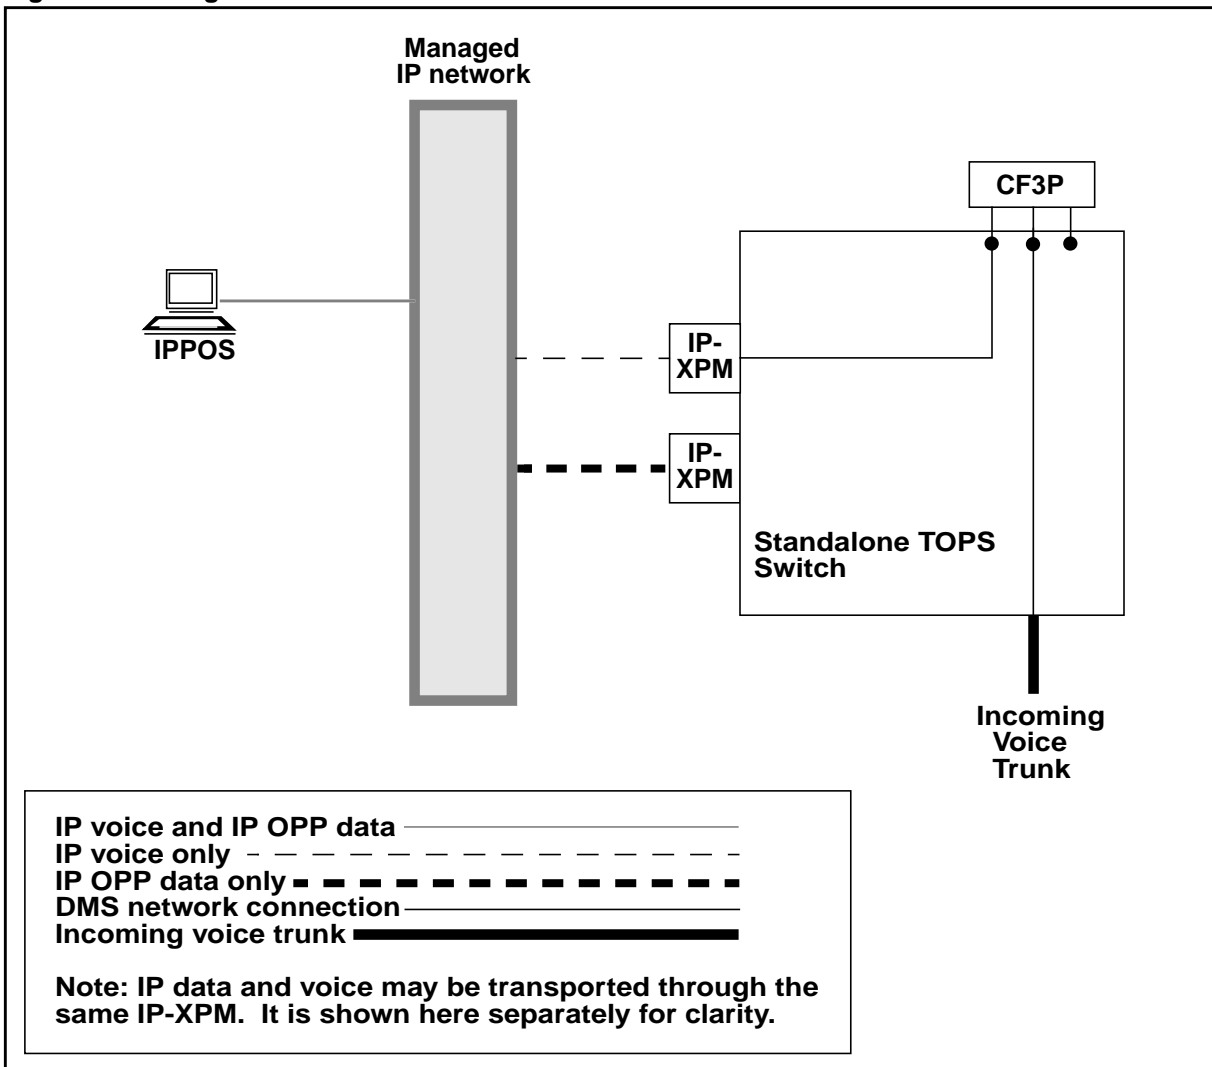 Managed
IP network
CF3P
IPPOS
IP-
XPM
IP-
XPM
Standalone TOPS
Switch
Incoming
Voice
Trunk
IP voice and IP OPP data
IP voice only
IP OPP data only
DMS network connection
Incoming voice trunk
Note: IP data and voice may be transported through the
same IP-XPM.  It is shown here separately for clarity.